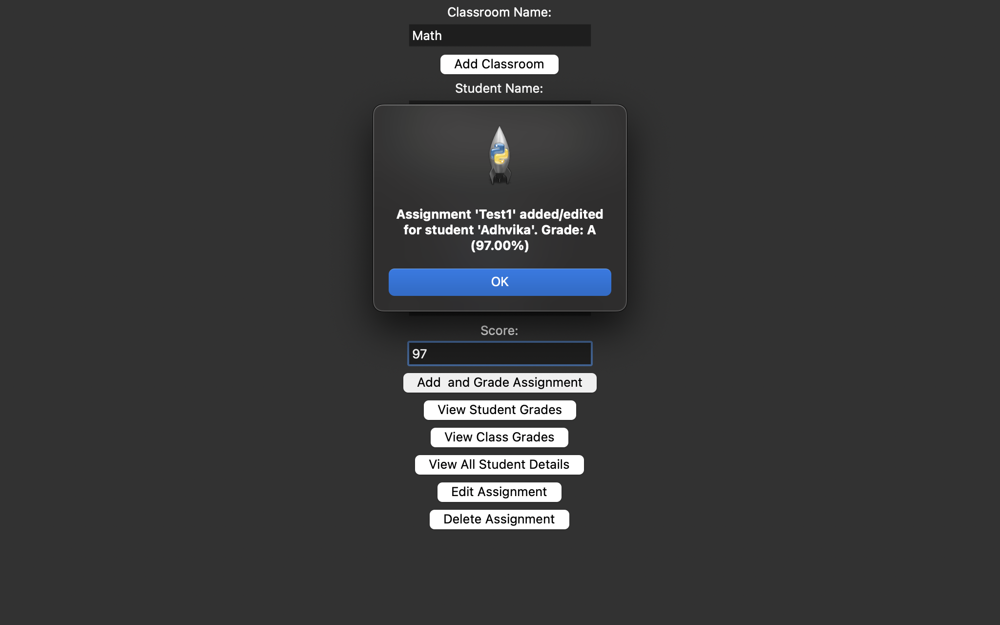 Classroom Name:
Math
Add Classroom
Student Name:
Assignment 'Test1' added/edited
for student 'Adhvika'. Grade: A
(97.00%)
OK
Score:
97
Add  and Grade Assignment
View Student Grades
View Class Grades
View All Student Details
Edit Assignment
Delete Assignment